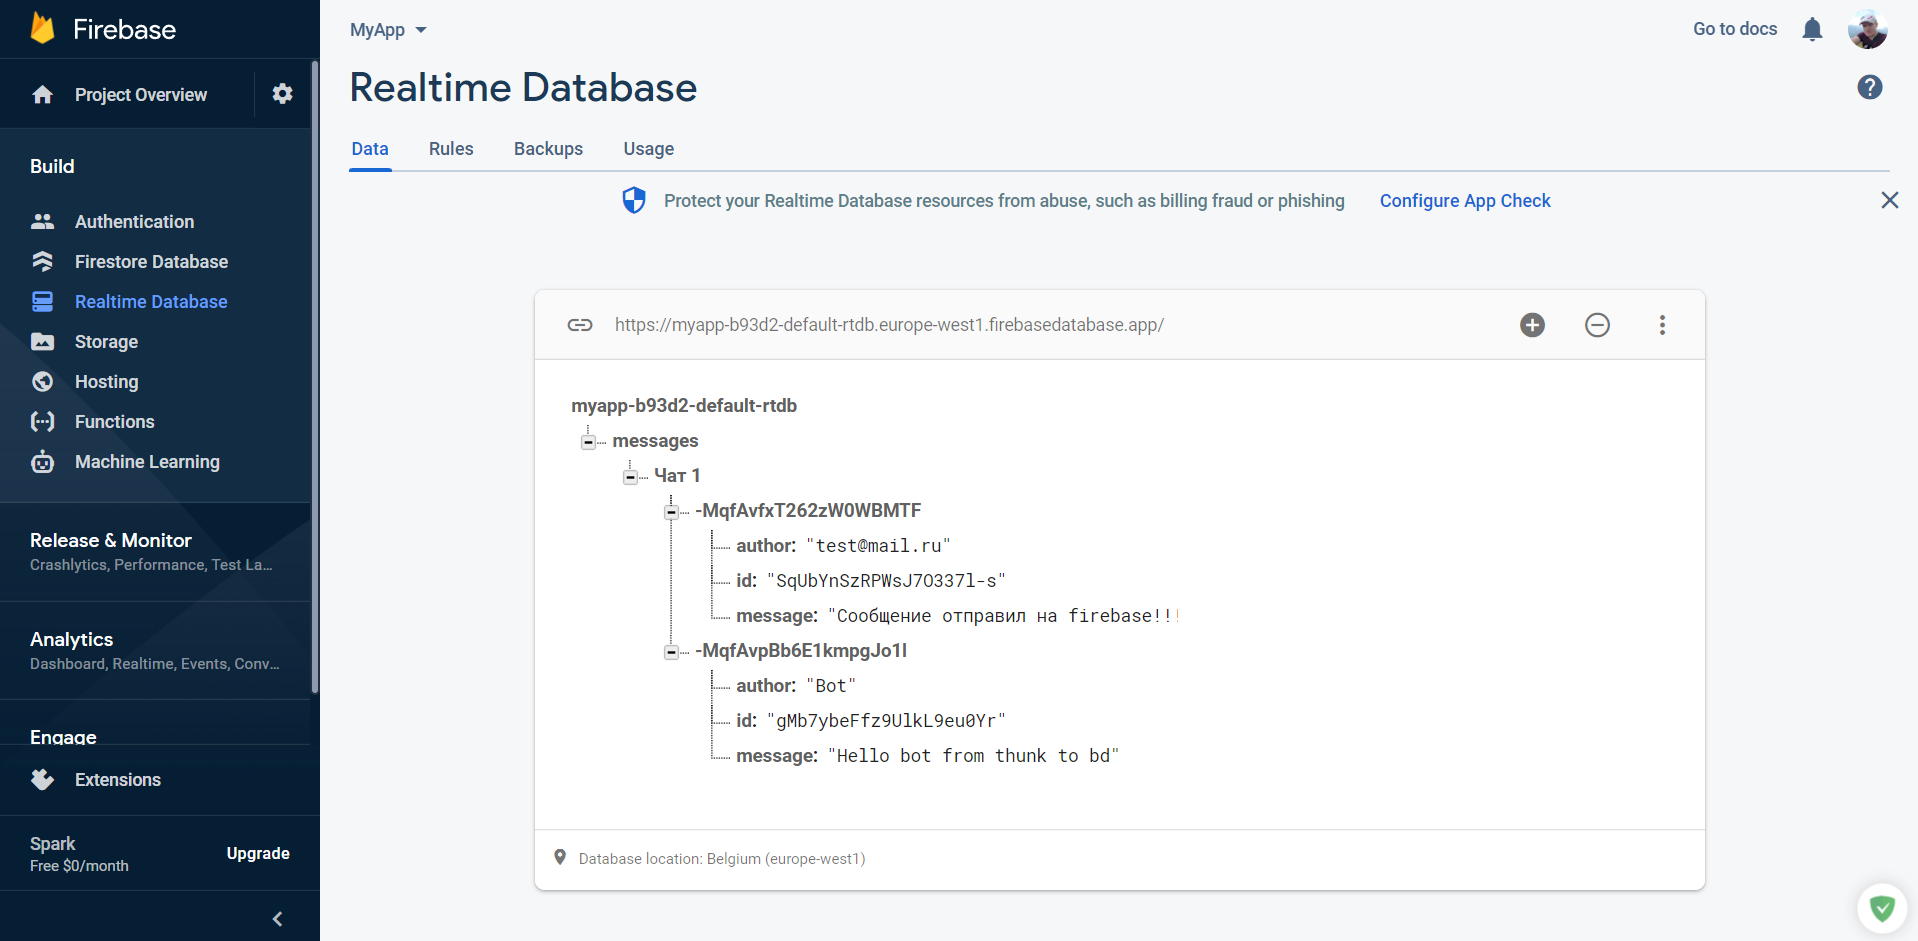 Firebase
Project Overview
Build
Authentication
Firestore Database
Realtime Database
Storage
Hosting
Functions
Machine Learning
Release & Monitor
Crashlytics, Performance, Test La...
Analytics
Dashboard, Realtime, Events, Conv...
Engage
Extensions
Spark
Free $0/month
Upgrade
MyApp
Go to docs
Realtime Database
Data Rules Backups Usage
Protect your Realtime Database resources from abuse, such as billing fraud or phishing Configure App Check
https://myapp-b93d2-default-rtdb.europe-west1.firebasedatabase.app/
myapp-b93d2-default-rtdb
messages
Чат 1
-MqfAvfxT262zW0WBMTF
author: "test@mail.ru"
id: "SqUbYnSzRPWsJ7O337l-s"
message: "Сообщение отправил на firebase!!!
-MqfAvpBb6E1kmpgJo1l
author: "Bot"
id: "gMb7ybeFfz9UlkL9eu0Yr"
message: "Hello bot from thunk to bd"
Database location: Belgium (europe-west1)